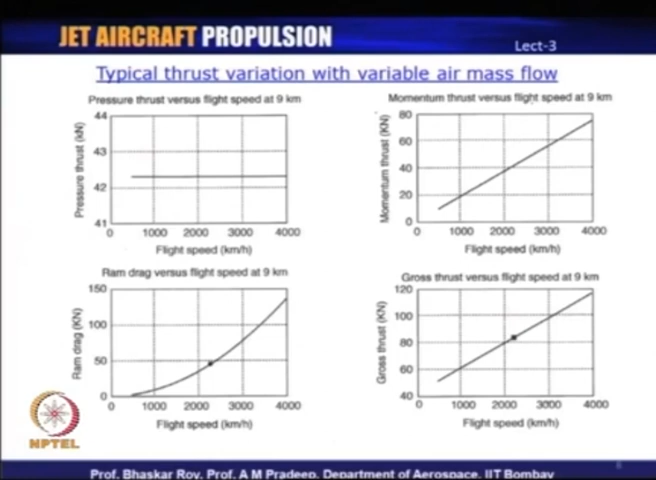 JET AIRCRAFT PROPULSION
Lect-3
Typical thrust variation with variable air mass flow
Pressure thrust versus flight speed at 9 km
Pressure thrust (kN)
44
43
42
41
0 1000 2000 3000 4000
Flight speed (km/h)
Momentum thrust versus flight speed at 9 km
Momentum thrust (KN)
80
60
40
20
0
0 1000 2000 3000 4000
Flight speed (km/h)
Ram drag versus flight speed at 9 km
Ram drag (KN)
150
100
50
0
0 1000 2000 3000 4000
Flight speed (km/h)
Gross thrust versus flight speed at 9 km
Gross thrust (KN)
120
100
80
60
40
0 1000 2000 3000 4000
Flight speed (km/h)
NPTEL
Prof. Bhaskar Roy, Prof. A M Pradeep, Department of Aerospace, IIT Bombay